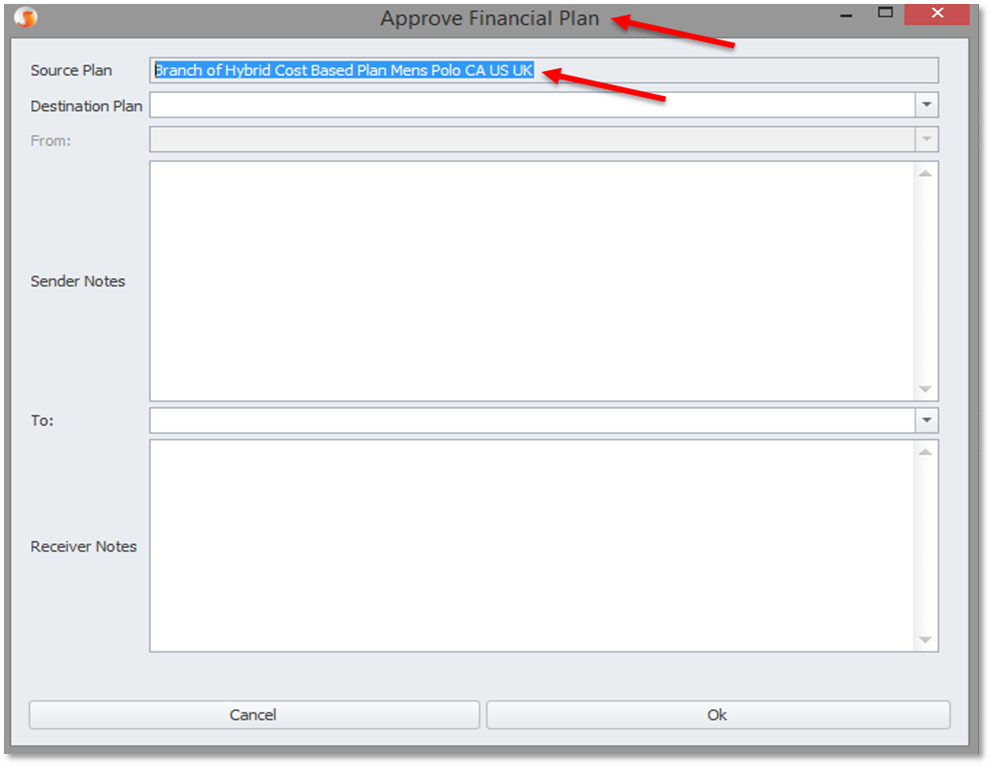 Approve Financial Plan
Source Plan Branch of Hybrid Cost Based Plan Mens Polo CA US UK
Destination Plan
From:
Sender Notes
To:
Receiver Notes
Cancel Ok